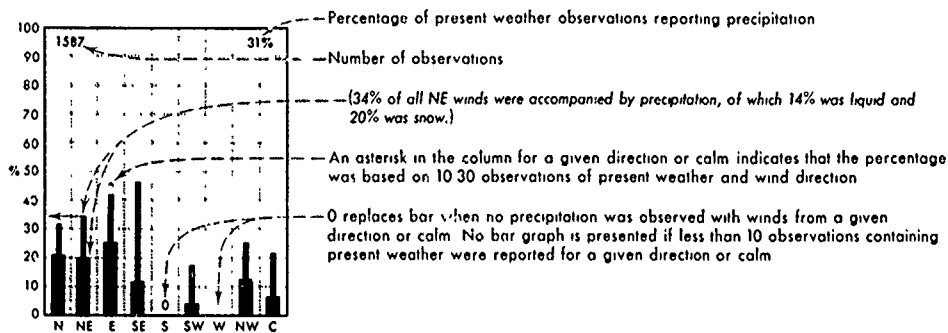 Percentage of present weather observations reporting precipitation
100
1587
31%
90
Number of observations
80
70
(34% of all NE winds were accompanied by precipitation, of which 14% was liquid and
20% was snow.)
60
An asterisk in the column for a given direction or calm indicates that the percentage
% 50
was based on 10 30 observations of present weather and wind direction
40
0 replaces bar when no precipitation was observed with winds from a given
30
direction or calm No bar graph is presented if less than 10 observations containing
20
present weather were reported for a given direction or calm
10
0
0
N NE E SE S SW W NW C